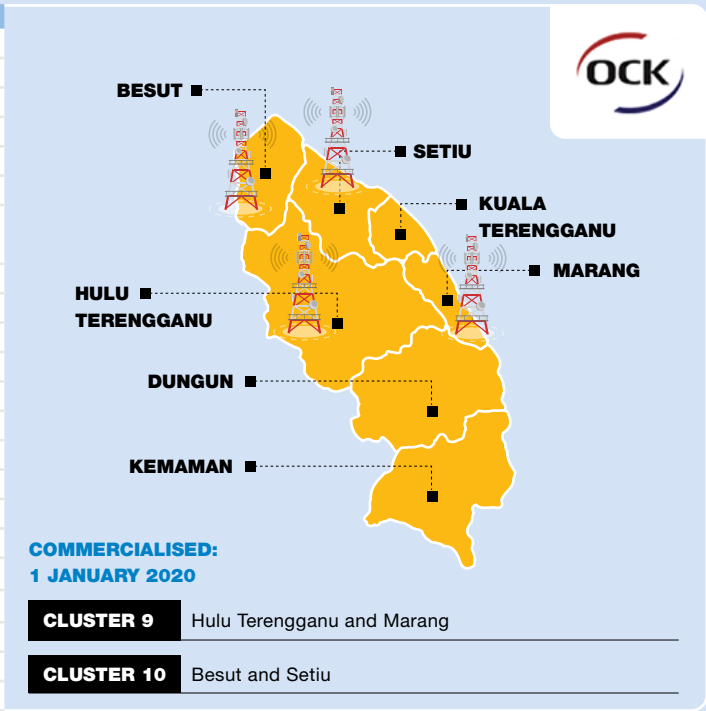 OCK
BESUT
SETIU
KUALA
TERENGGANU
MARANG
HULU
TERENGGANU
DUNGUN
KEMAMAN
COMMERCIALISED:
1 JANUARY 2020
CLUSTER 9 Hulu Terengganu and Marang
CLUSTER 10 Besut and Setiu